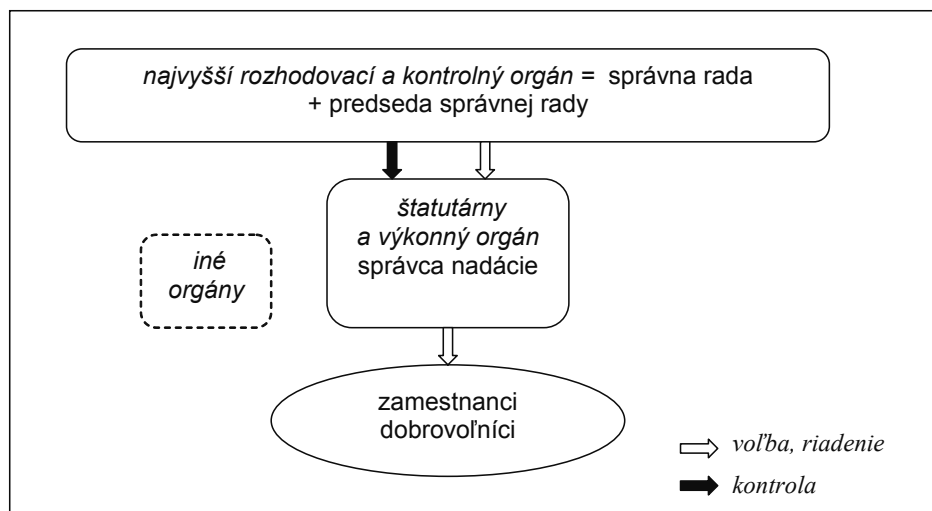 najvyšší rozhodovací a kontrolný orgán = správna rada
+ predseda správnej rady
štatutárny
a výkonný orgán
správca nadácie
iné
orgány
zamestnanci
dobrovoľníci
voľba, riadenie
kontrola